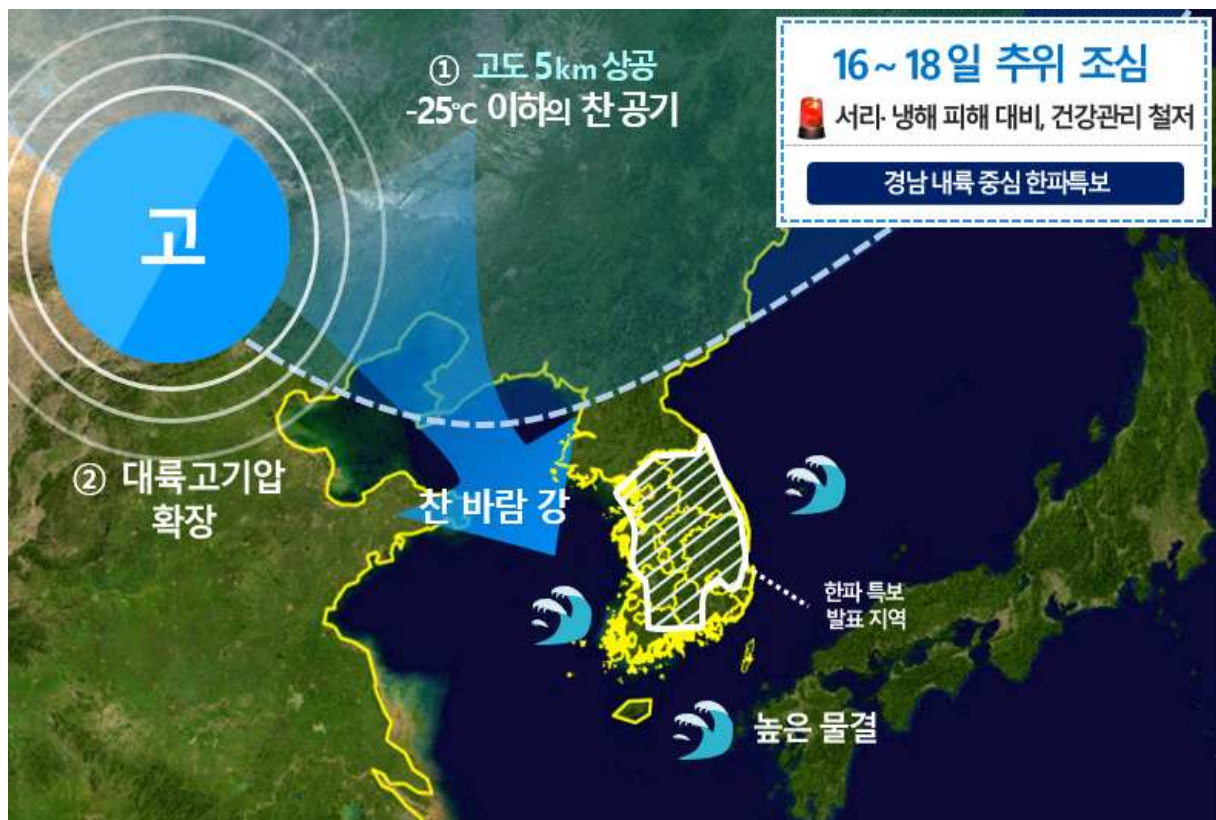 ① 고도 5km 상공
-25℃ 이하의 찬 공기
16~18일 추위 조심
서리· 냉해 피해 대비, 건강관리 철저
경남 내륙 중심 한파특보
고
② 대륙고기압
확장
찬 바람 강
한파 특보
발표 지역
높은 물결